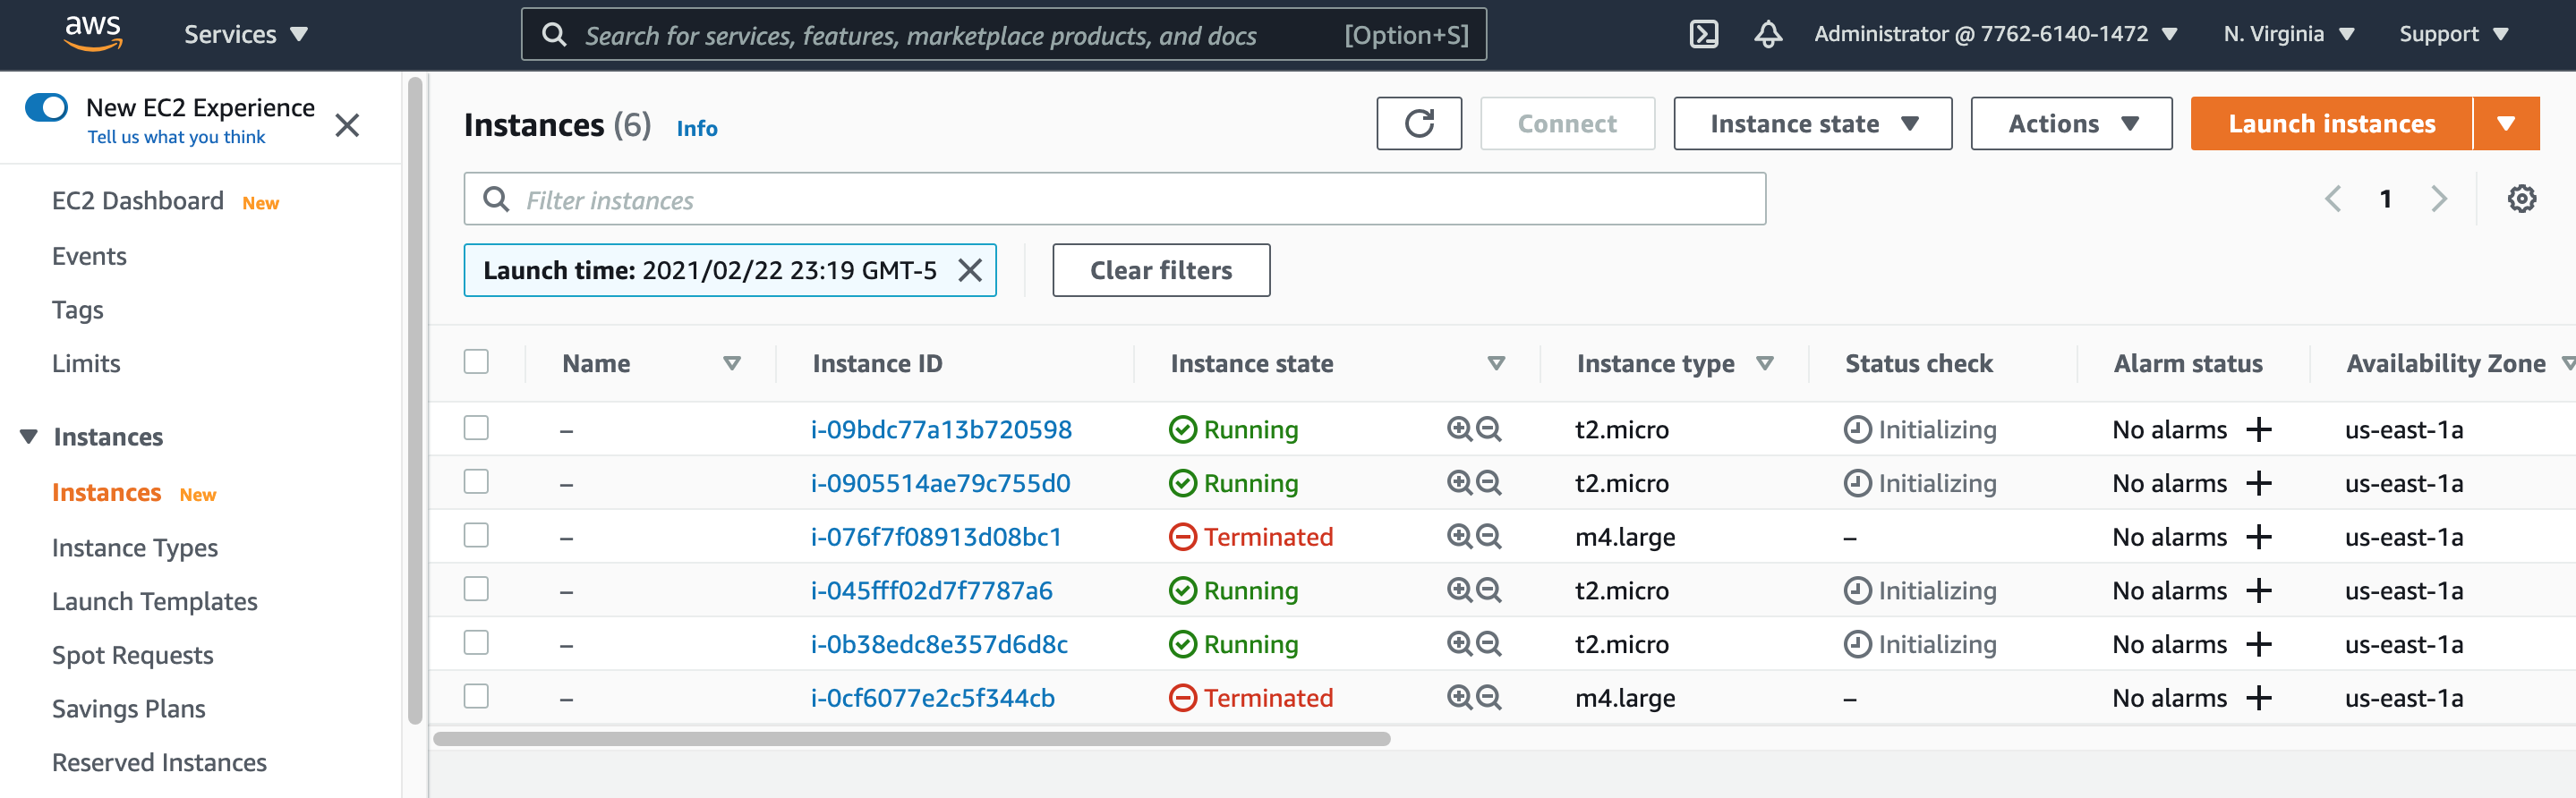 aws Services Search for services, features, marketplace products, and docs [Option+S] Administrator @ 7762-6140-1472 N. Virginia Support
New EC2 Experience
Tell us what you think
EC2 Dashboard New
Events
Tags
Limits
Instances
Instances New
Instance Types
Launch Templates
Spot Requests
Savings Plans
Reserved Instances
Instances (6) Info Connect Instance state Actions Launch instances
Filter instances 1
Launch time: 2021/02/22 23:19 GMT-5 Clear filters
Name Instance ID Instance state Instance type Status check Alarm status Availability Zone
– i-09bdc77a13b720598 Running t2.micro Initializing No alarms + us-east-1a
– i-0905514ae79c755d0 Running t2.micro Initializing No alarms + us-east-1a
– i-076f7f08913d08bc1 Terminated m4.large – No alarms + us-east-1a
– i-045fff02d7f7787a6 Running t2.micro Initializing No alarms + us-east-1a
– i-0b38edc8e357d6d8c Running t2.micro Initializing No alarms + us-east-1a
– i-0cf6077e2c5f344cb Terminated m4.large – No alarms + us-east-1a